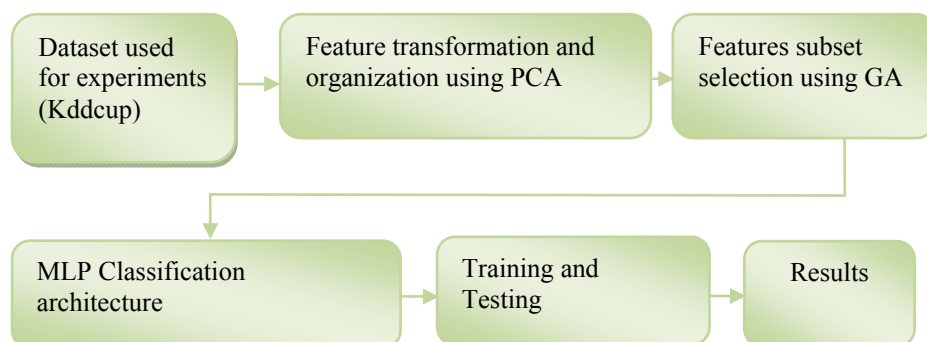 Dataset used
for experiments
(Kddcup)
Feature transformation and
organization using PCA
Features subset
selection using GA
MLP Classification
architecture
Training and
Testing
Results